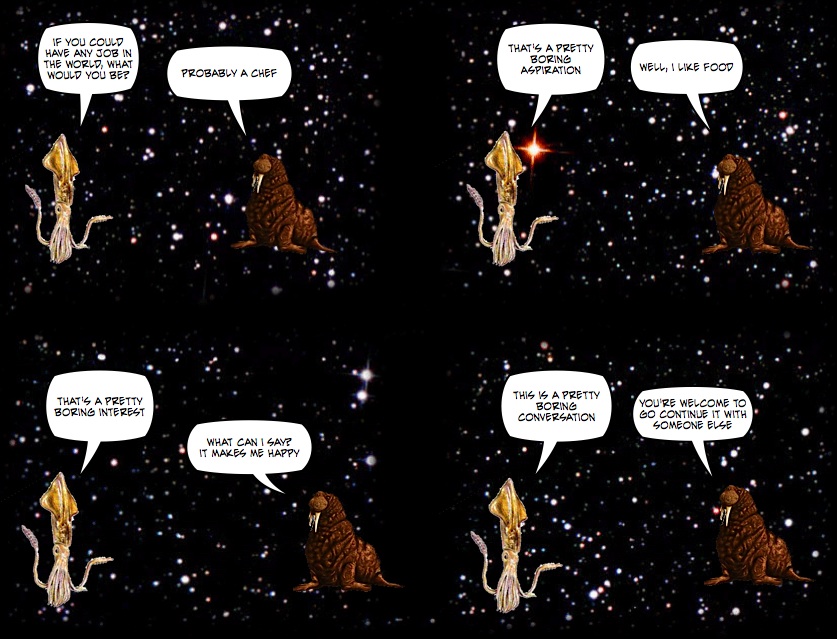 IF YOU COULD
HAVE ANY JOB IN
THE WORLD, WHAT
WOULD YOU BE?
PROBABLY A CHEF
THAT'S A PRETTY
BORING
ASPIRATION
WELL, I LIKE FOOD
THAT'S A PRETTY
BORING INTEREST
WHAT CAN I SAY?
IT MAKES ME HAPPY
THIS IS A PRETTY
BORING
CONVERSATION
YOU'RE WELCOME TO
GO CONTINUE IT WITH
SOMEONE ELSE